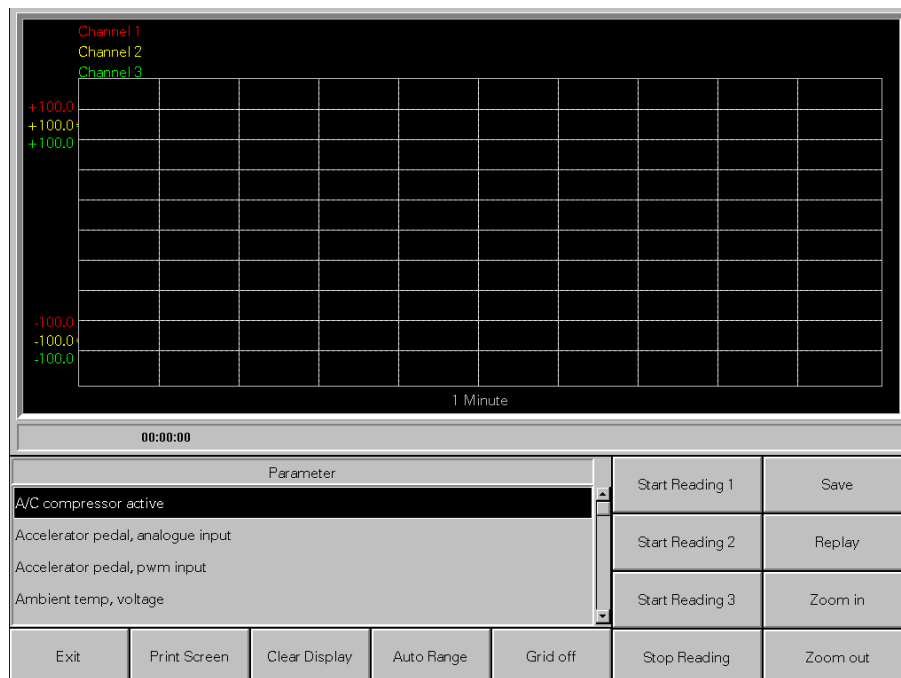 Channel 1
Channel 2
Channel 3
+100.0
+100.0
+100.0
-100.0
-100.0
-100.0
1 Minute
00:00:00
Parameter
A/C compressor active
Accelerator pedal, analogue input
Accelerator pedal, pwm input
Ambient temp, voltage
Start Reading 1
Save
Start Reading 2
Replay
Start Reading 3
Zoom in
Exit
Print Screen
Clear Display
Auto Range
Grid off
Stop Reading
Zoom out